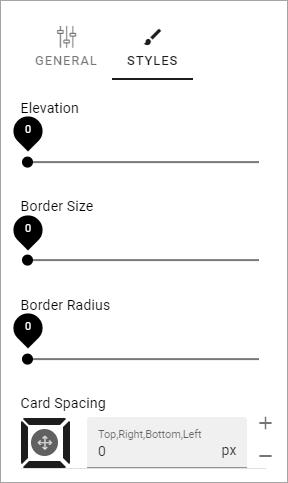 GENERAL STYLES
Elevation
0
Border Size
0
Border Radius
0
Card Spacing
Top,Right,Bottom,Left
0 px